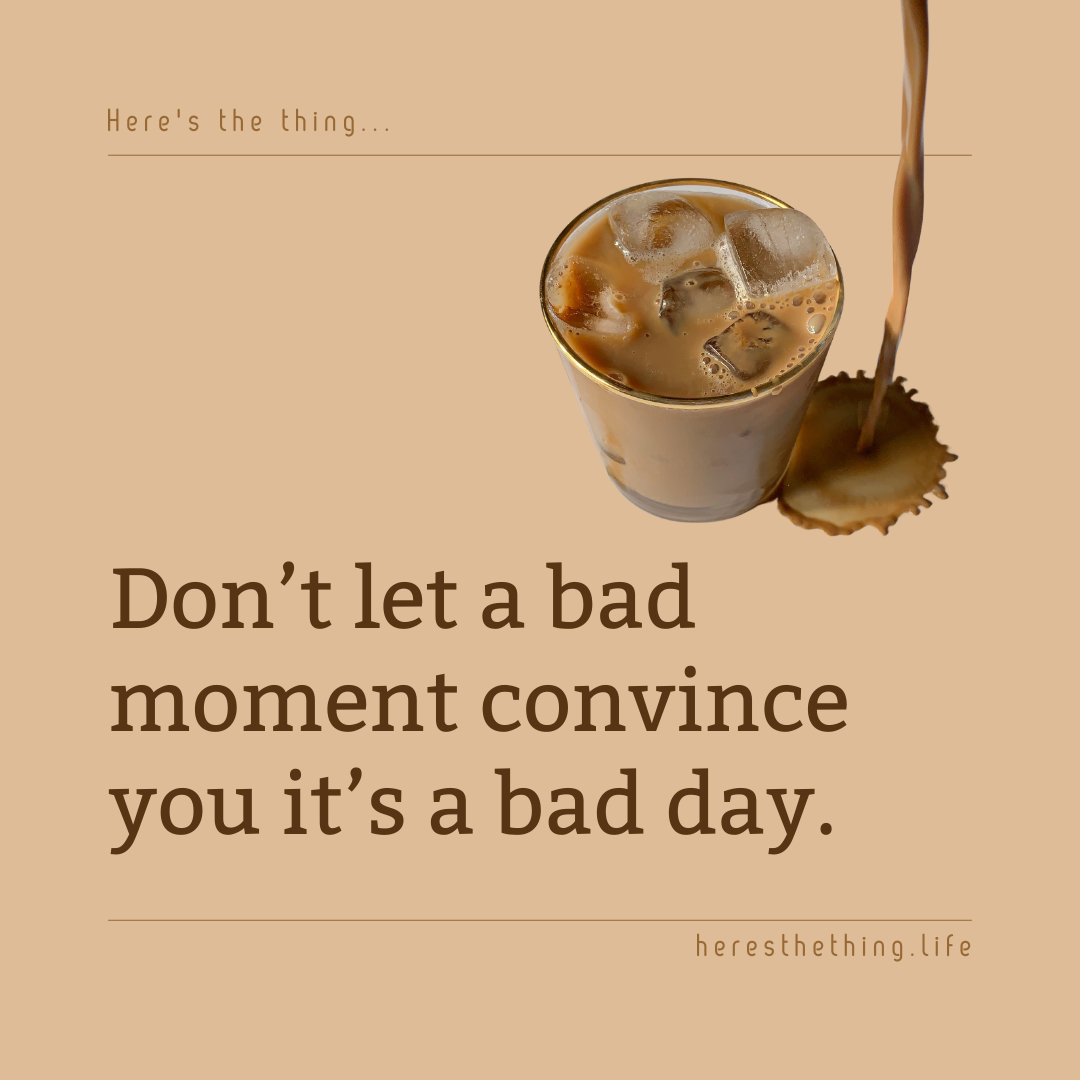 Here's the thing...
Don’t let a bad
moment convince
you it’s a bad day.
heresthething.life